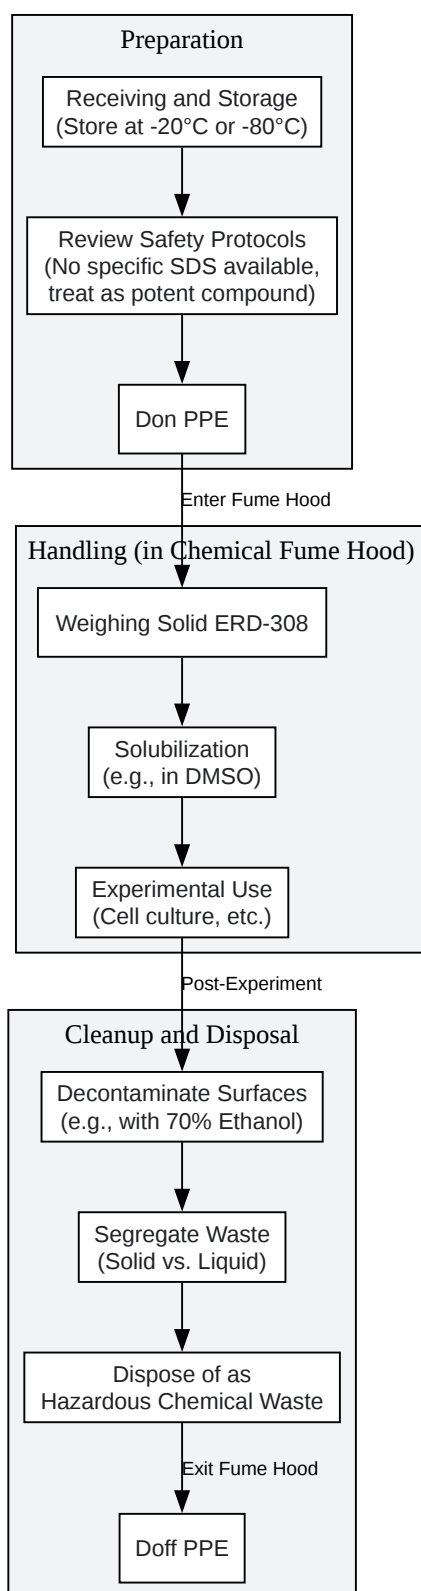 Preparation
Receiving and Storage
(Store at -20°C or -80°C)
Review Safety Protocols
(No specific SDS available,
treat as potent compound)
Don PPE
Enter Fume Hood
Handling (in Chemical Fume Hood)
Weighing Solid ERD-308
Solubilization
(e.g., in DMSO)
Experimental Use
(Cell culture, etc.)
Post-Experiment
Cleanup and Disposal
Decontaminate Surfaces
(e.g., with 70% Ethanol)
Segregate Waste
(Solid vs. Liquid)
Dispose of as
Hazardous Chemical Waste
Exit Fume Hood
Doff PPE